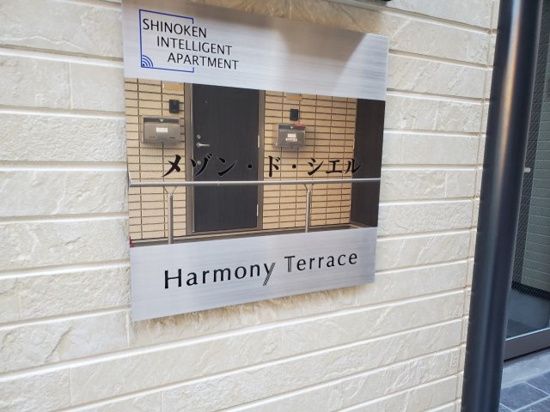 SHINOKEN
INTELLIGENT
APARTMENT
メゾン・ド・シエル
Harmony Terrace